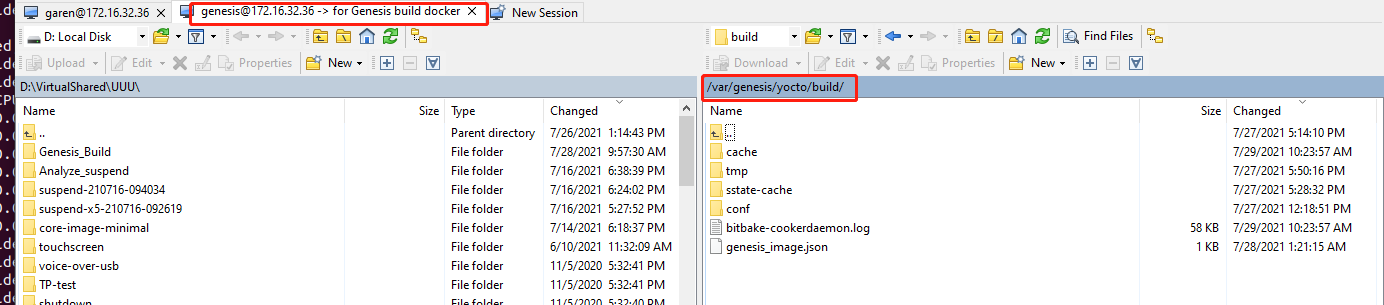 garen@172.16.32.36 genesis@172.16.32.36 -> for Genesis build docker New Session
D: Local Disk
Upload Edit Properties New
D:\VirtualShared\UUU\
Name Size Type Changed
.. Parent directory 7/26/2021 1:14:43 PM
Genesis_Build File folder 7/28/2021 9:57:30 AM
Analyze_suspend File folder 7/16/2021 6:38:39 PM
suspend-210716-094034 File folder 7/16/2021 6:24:02 PM
suspend-x5-210716-092619 File folder 7/16/2021 5:27:52 PM
core-image-minimal File folder 7/14/2021 6:18:37 PM
touchscreen File folder 6/10/2021 11:32:09 AM
voice-over-usb File folder 11/5/2020 5:32:41 PM
TP-test File folder 11/5/2020 5:32:41 PM
shutdown File folder 11/5/2020 5:32:40 PM
build Find Files
Download Edit Properties New
/var/genesis/yocto/build/
Name Size Changed
.. 7/27/2021 5:14:10 PM
cache 7/29/2021 10:23:57 AM
tmp 7/27/2021 5:50:16 PM
sstate-cache 7/27/2021 5:28:32 PM
conf 7/27/2021 12:18:51 PM
bitbake-cookerdaemon.log 58 KB 7/29/2021 10:23:57 AM
genesis_image.json 1 KB 7/28/2021 1:21:15 AM